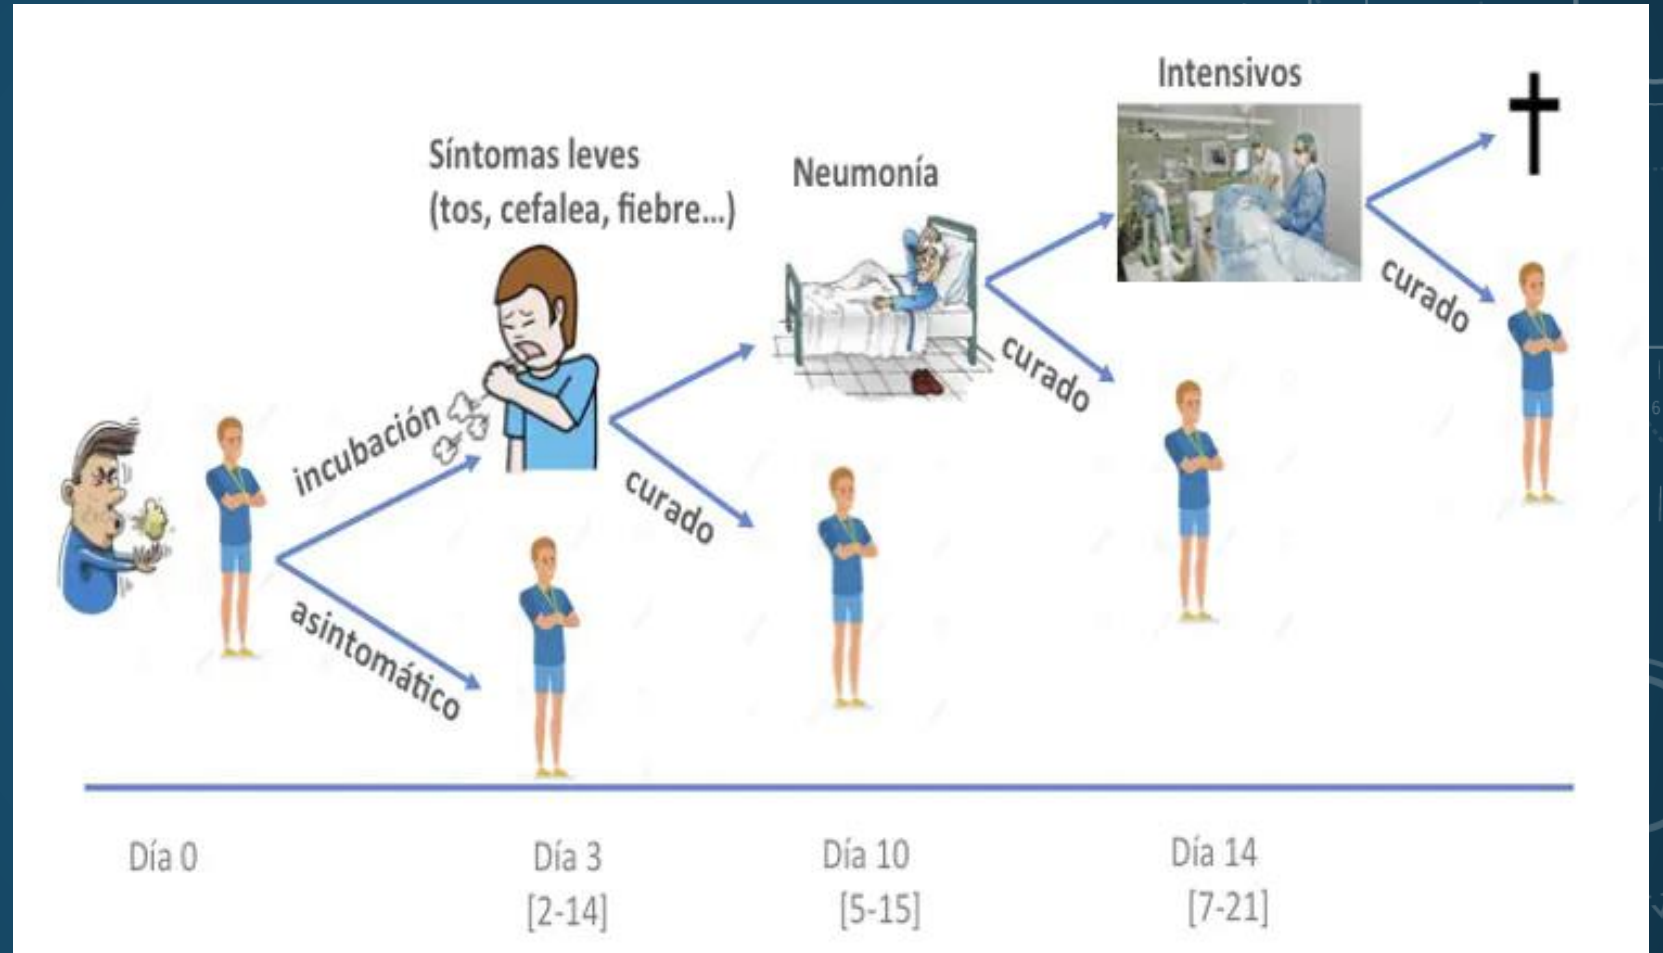 Intensivos
Síntomas leves
(tos, cefalea, fiebre...)
Neumonía
incubación
asintomático
curado
curado
curado
Día 0
Día 3
[2-14]
Día 10
[5-15]
Día 14
[7-21]